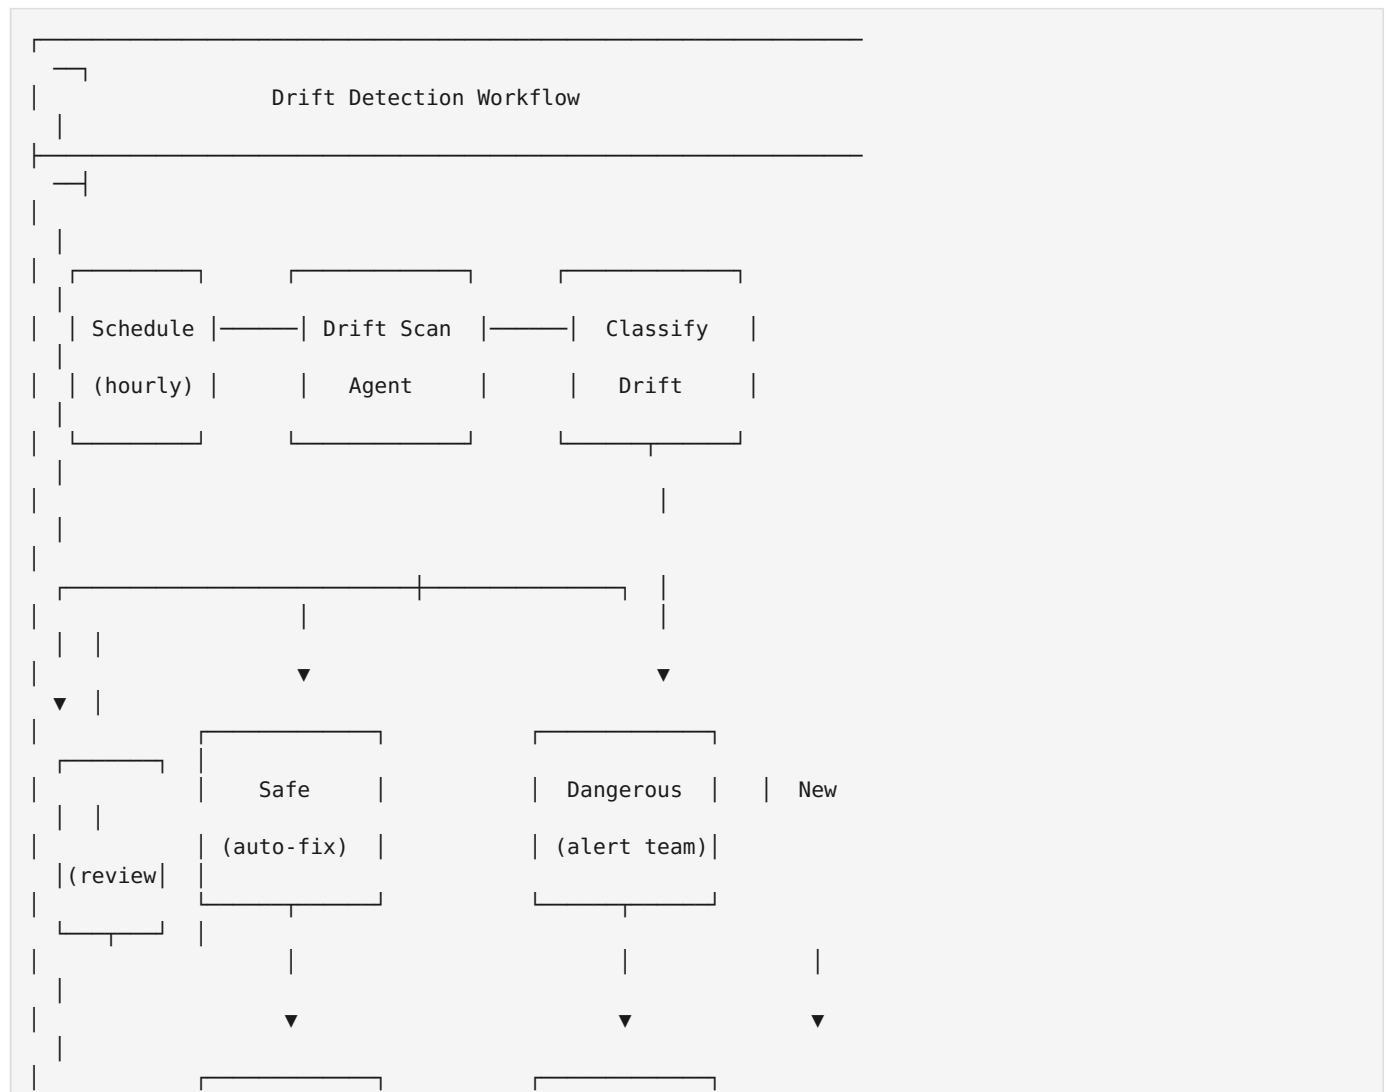 Drift Detection Workflow
Schedule Drift Scan Classify
(hourly) Agent Drift
Safe Dangerous New
(auto-fix) (alert team)
(review